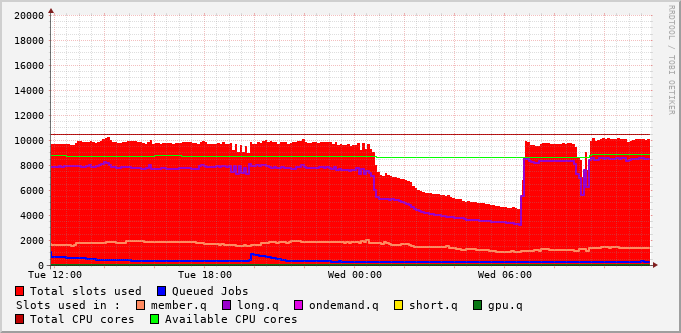 20000
18000
16000
14000
12000
10000
8000
6000
4000
2000
0
Tue 12:00 Tue 18:00 Wed 00:00 Wed 06:00
Total slots used Queued Jobs
Slots used in : member.q long.q ondemand.q short.q gpu.q
Total CPU cores Available CPU cores
RRDTOOL / TOBI OETIKER